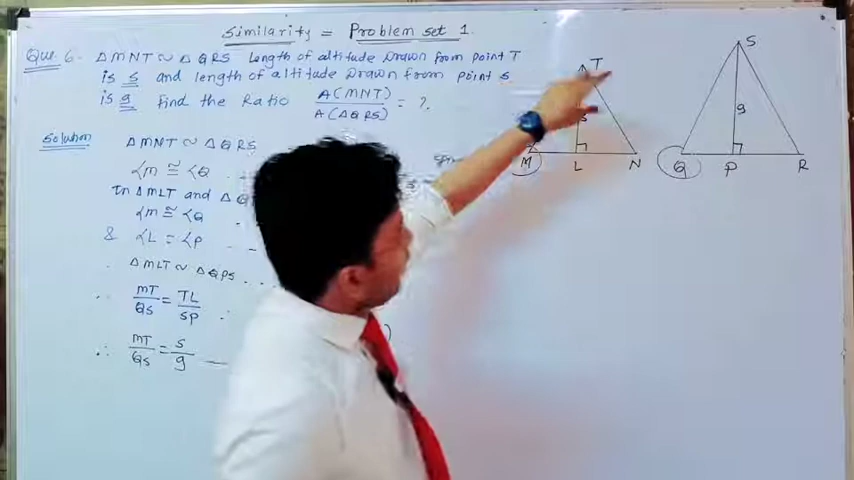 Similarity = Problem set 1.
Que 6- ΔMNT ~ ΔQRS Length of altitude Drawn from point T
is 5 and length of altitude Drawn from point s
is 9 find the Ratio A(MNT) / A(ΔQRS) = ?.
Solution ΔMNT ~ ΔQRS
∠M ≅ ∠Q
In ΔMLT and ΔQ
∠M ≅ ∠Q
& ∠L = ∠P
ΔMLT ~ ΔQPS
∴ MT/QS = TL/SP
∴ MT/QS = 5/9
T
M
L
N
S
9
Q
P
R